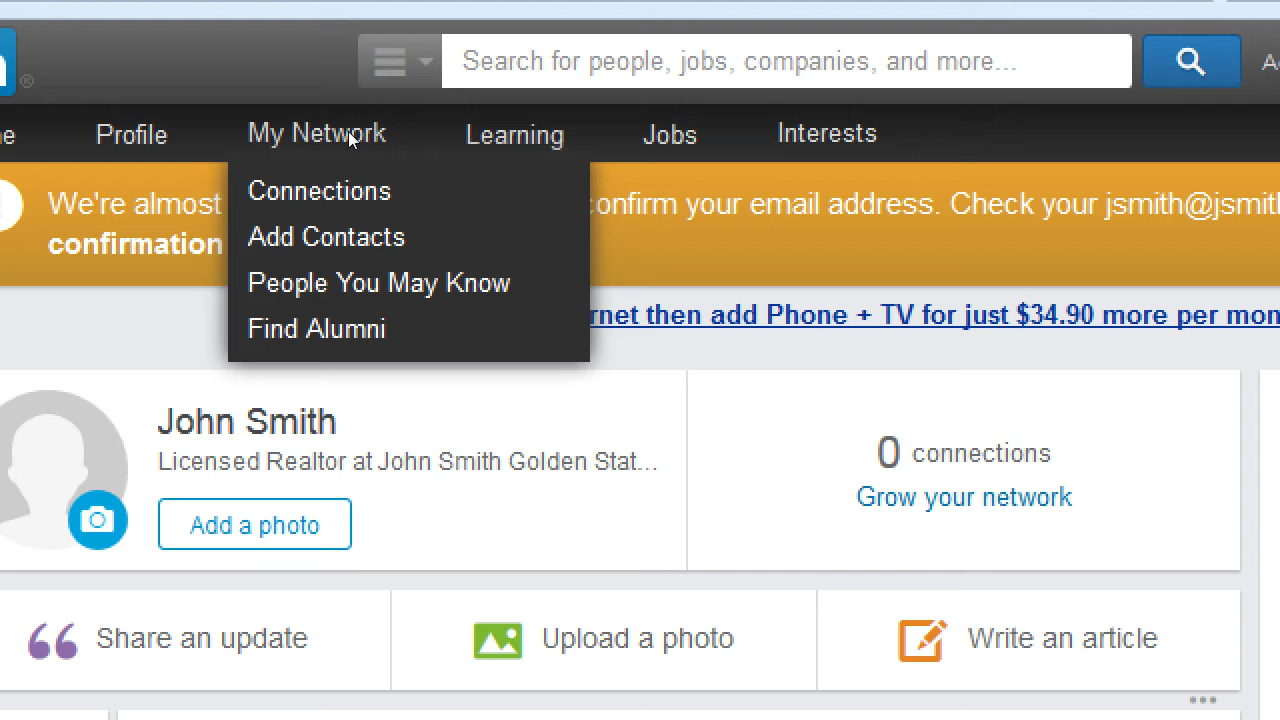 ®
Search for people, jobs, companies, and more...
Profile
My Network
Learning
Jobs
Interests
Connections
Add Contacts
People You May Know
Find Alumni
We're almost
confirm your email address. Check your jsmith@jsmith
confirmation
then add Phone + TV for just $34.90 more per
John Smith
Licensed Realtor at John Smith Golden Stat...
Add a photo
0 connections
Grow your network
Share an update
Upload a photo
Write an article